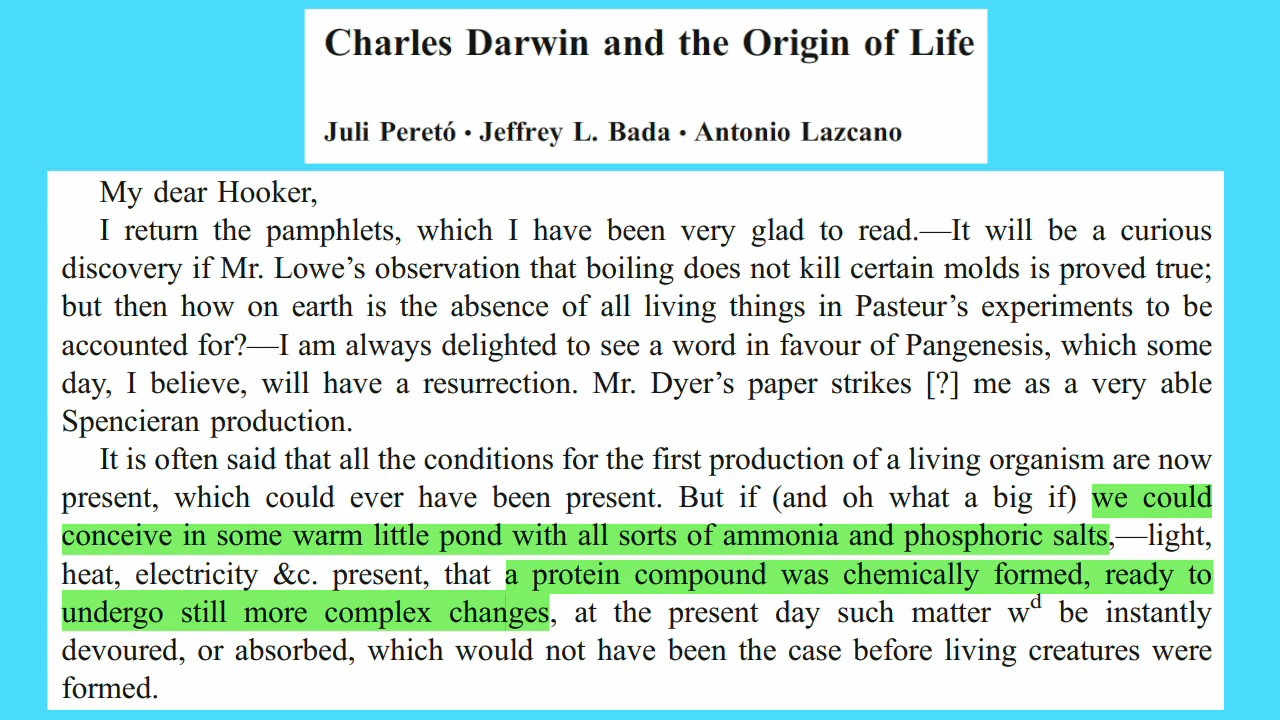 Charles Darwin and the Origin of Life
Juli Peretó • Jeffrey L. Bada • Antonio Lazcano
My dear Hooker,
I return the pamphlets, which I have been very glad to read.—It will be a curious
discovery if Mr. Lowe’s observation that boiling does not kill certain molds is proved true;
but then how on earth is the absence of all living things in Pasteur’s experiments to be
accounted for?—I am always delighted to see a word in favour of Pangenesis, which some
day, I believe, will have a resurrection. Mr. Dyer’s paper strikes [?] me as a very able
Spencieran production.
It is often said that all the conditions for the first production of a living organism are now
present, which could ever have been present. But if (and oh what a big if) we could
conceive in some warm little pond with all sorts of ammonia and phosphoric salts,—light,
heat, electricity &c. present, that a protein compound was chemically formed, ready to
undergo still more complex changes, at the present day such matter wd be instantly
devoured, or absorbed, which would not have been the case before living creatures were
formed.